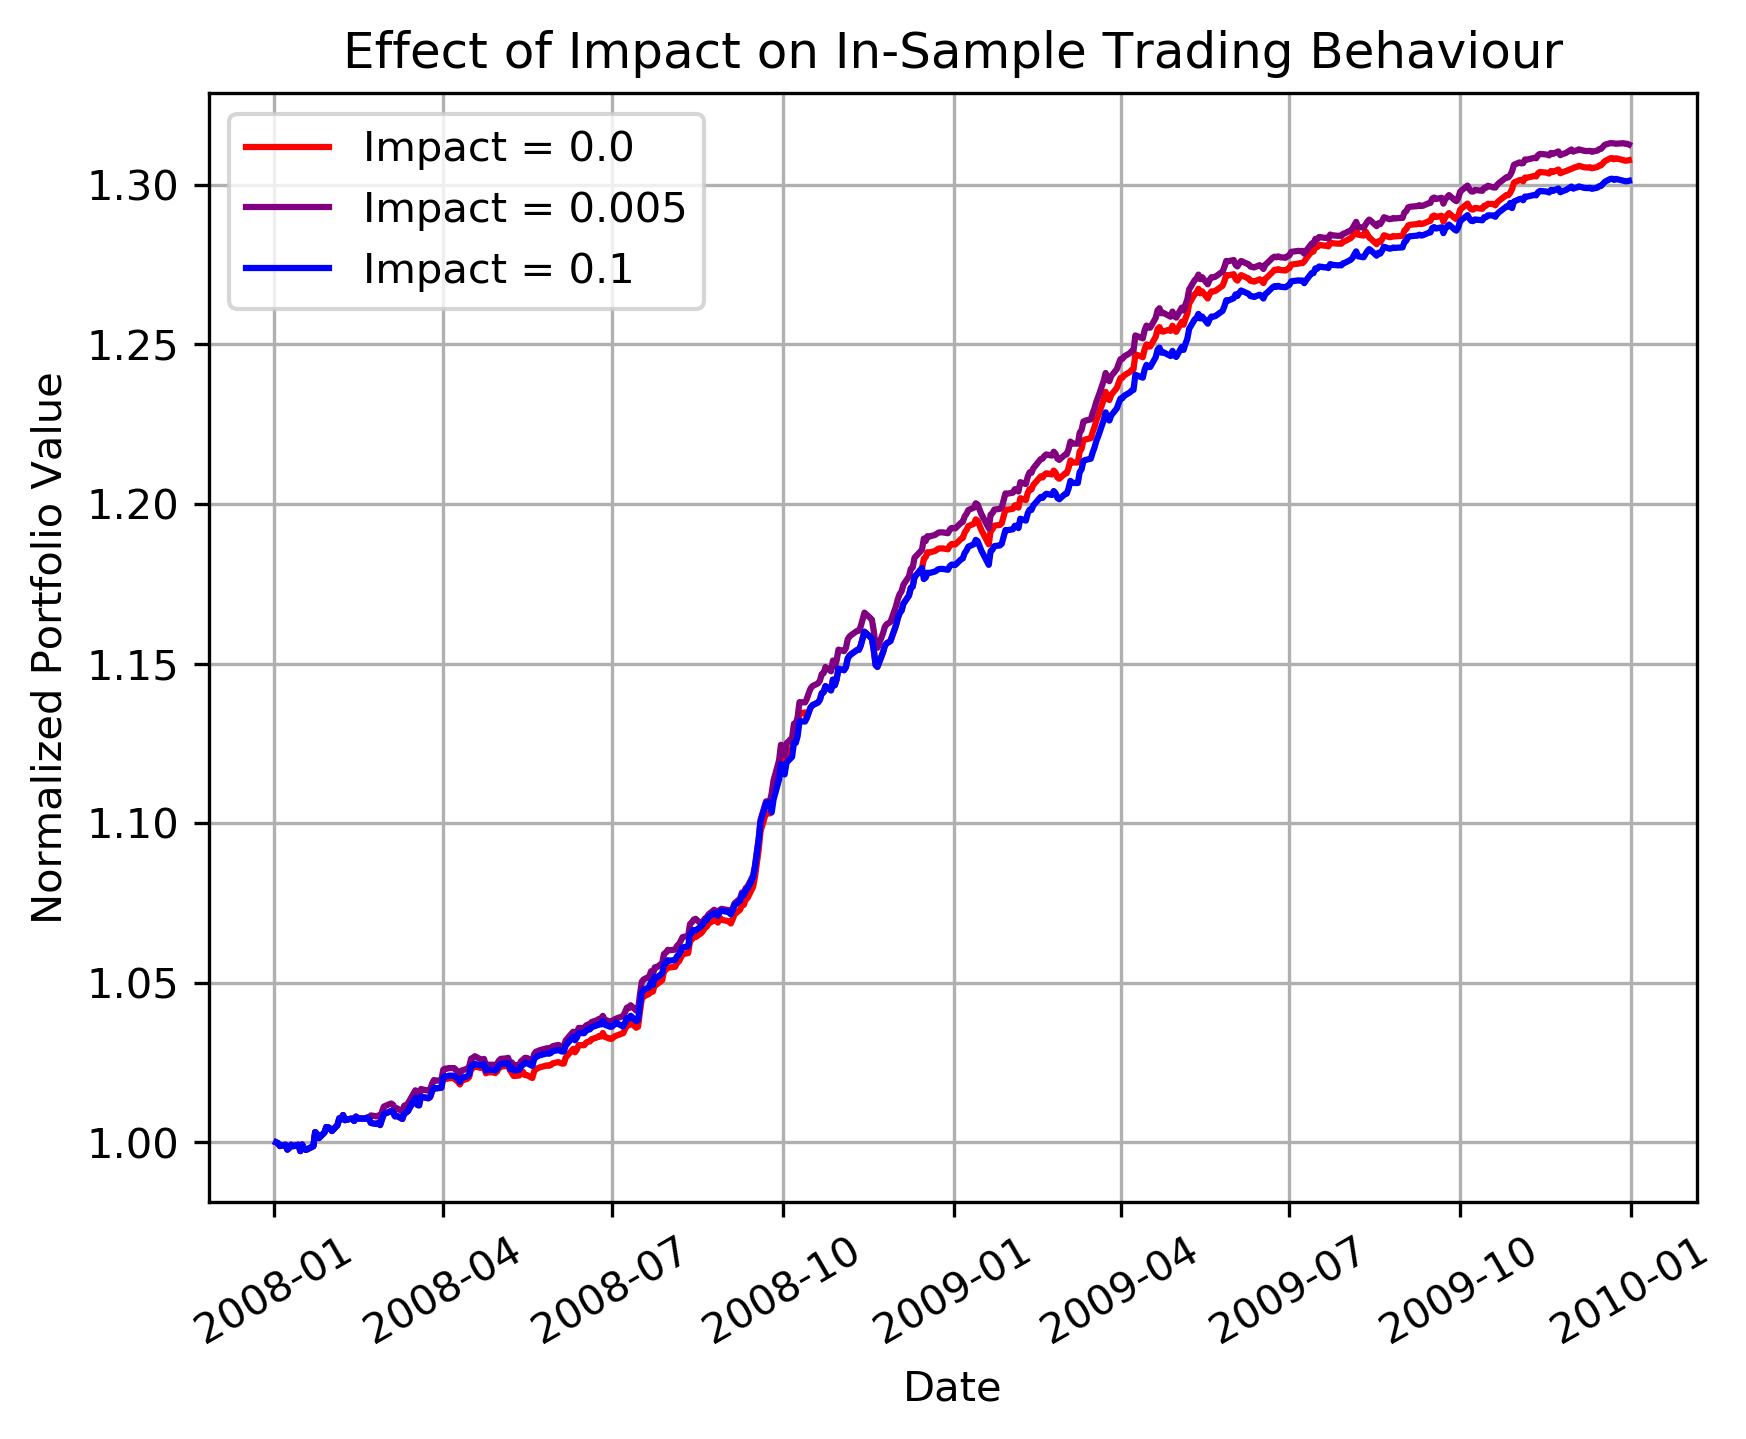 Effect of Impact on In-Sample Trading Behaviour
Impact = 0.0
Impact = 0.005
Impact = 0.1
Normalized Portfolio Value
1.30
1.25
1.20
1.15
1.10
1.05
1.00
2008-01
2008-04
2008-07
2008-10
2009-01
2009-04
2009-07
2009-10
2010-01
Date